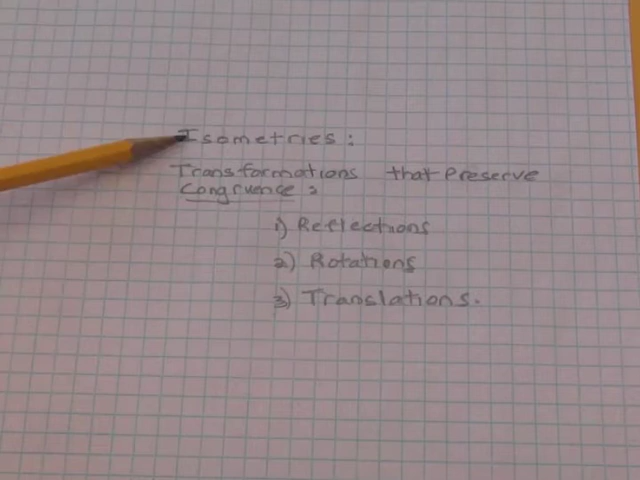 Isometries:
Transformations that preserve
Congruence:
1) Reflections
2) Rotations
3) Translations.